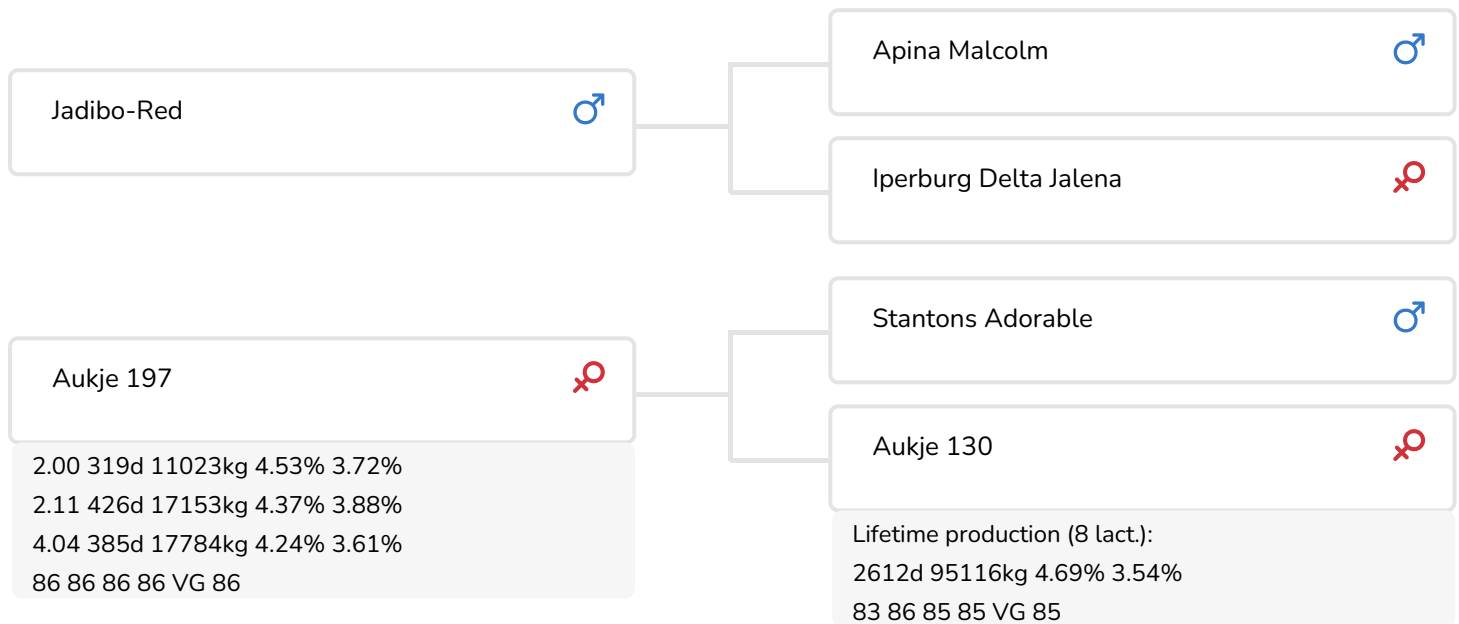 Jadibo-Red
Apina Malcolm
Iperburg Delta Jalena
Aukje 197
2.00 319d 11023kg 4.53% 3.72%
2.11 426d 17153kg 4.37% 3.88%
4.04 385d 17784kg 4.24% 3.61%
86 86 86 86 VG 86
Stantons Adorable
Aukje 130
Lifetime production (8 lact.):
2612d 95116kg 4.69% 3.54%
83 86 85 85 VG 85